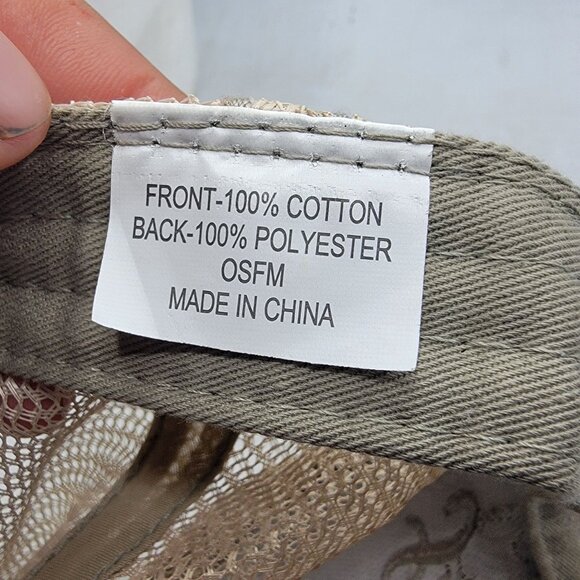 FRONT-100% COTTON
BACK-100% POLYESTER
OSFM
MADE IN CHINA